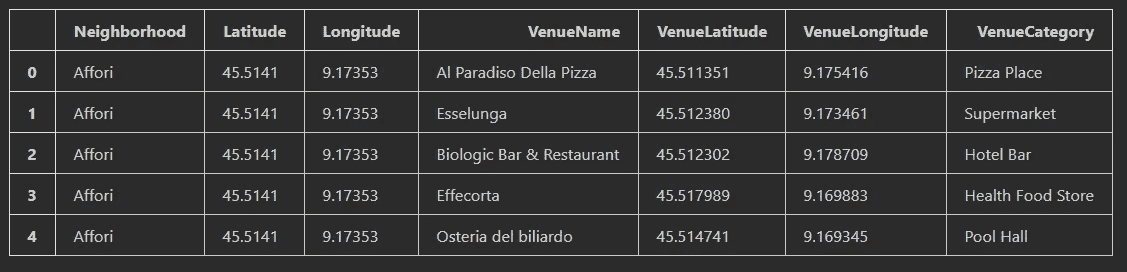 Neighborhood Latitude Longitude VenueName VenueLatitude VenueLongitude VenueCategory
0 Affori 45.5141 9.17353 Al Paradiso Della Pizza 45.511351 9.175416 Pizza Place
1 Affori 45.5141 9.17353 Esselunga 45.512380 9.173461 Supermarket
2 Affori 45.5141 9.17353 Biologic Bar & Restaurant 45.512302 9.178709 Hotel Bar
3 Affori 45.5141 9.17353 Effecorta 45.517989 9.169883 Health Food Store
4 Affori 45.5141 9.17353 Osteria del biliardo 45.514741 9.169345 Pool Hall